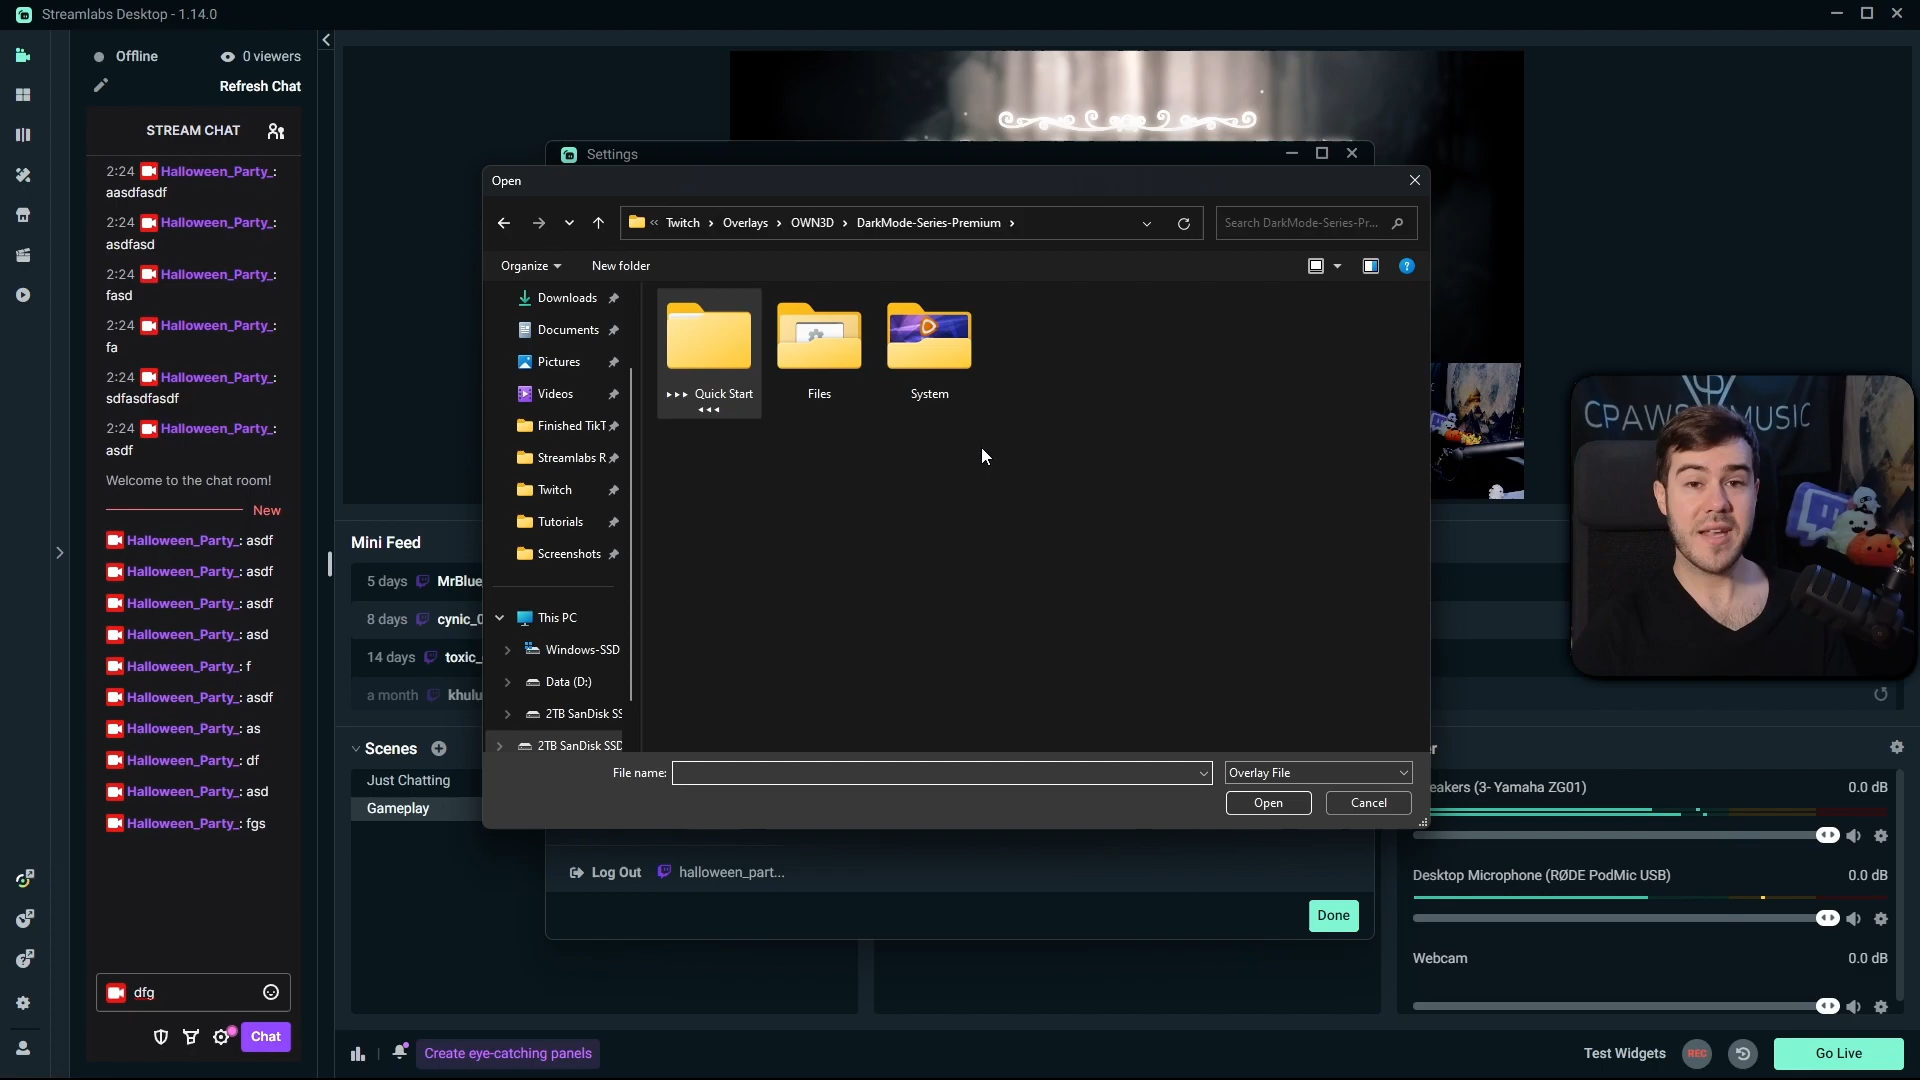 Streamlabs Desktop - 1.14.0
Offline
0 viewers
Refresh Chat
STREAM CHAT
2:24 Halloween_Party_:
aasdfasdf
2:24 Halloween_Party_:
asdfasd
2:24 Halloween_Party_:
fasd
2:24 Halloween_Party_:
fa
2:24 Halloween_Party_:
sdfasdfasdf
2:24 Halloween_Party_:
asdf
Welcome to the chat room!
New
Halloween_Party_: asdf
Halloween_Party_: asdf
Halloween_Party_: asdf
Halloween_Party_: asd
Halloween_Party_: f
Halloween_Party_: asdf
Halloween_Party_: as
Halloween_Party_: df
Halloween_Party_: asd
Halloween_Party_: fgs
dfg
Chat
Settings
Open
Twitch > Overlays > OWN3D > DarkMode-Series-Premium >
Search DarkMode-Series-Pr...
Organize
New folder
Downloads
Documents
Pictures
Videos
Finished TikT
Streamlabs R
Twitch
Tutorials
Screenshots
This PC
Windows-SSD
Data (D:)
2TB SanDisk SS
2TB SanDisk SSD
Quick Start
Files
System
File name:
Overlay File
Open
Cancel
Log Out
halloween_part...
Done
Mini Feed
5 days MrBlue
8 days cynic_0
14 days toxic_
a month khulu
Scenes
Just Chatting
Gameplay
CPAWS MUSIC
er
eakers (3- Yamaha ZG01)
0.0 dB
Desktop Microphone (RØDE PodMic USB)
0.0 dB
Webcam
0.0 dB
Create eye-catching panels
Test Widgets
REC
Go Live